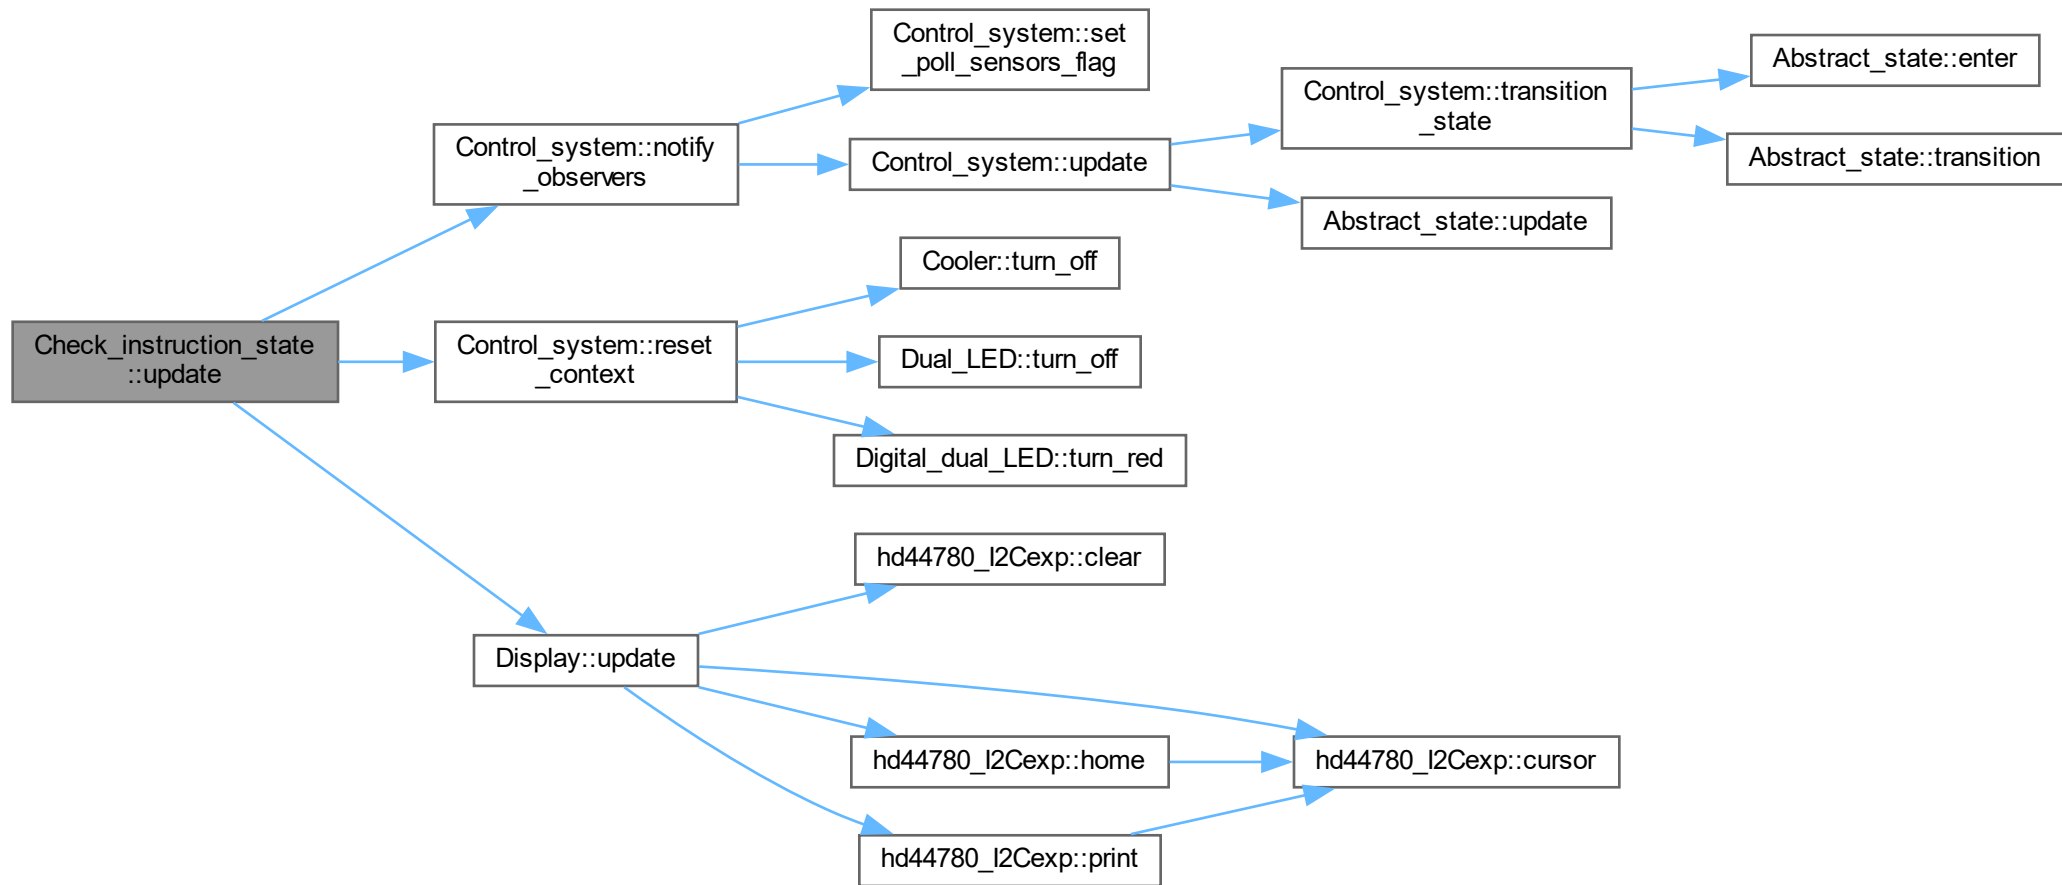 Control_system::set
_poll_sensors_flag
Abstract_state::enter
Control_system::transition
_state
Control_system::notify
_observers
Control_system::update
Abstract_state::transition
Abstract_state::update
Cooler::turn_off
Check_instruction_state
::update
Control_system::reset
_context
Dual_LED::turn_off
Digital_dual_LED::turn_red
hd44780_I2Cexp::clear
Display::update
hd44780_I2Cexp::home
hd44780_I2Cexp::cursor
hd44780_I2Cexp::print